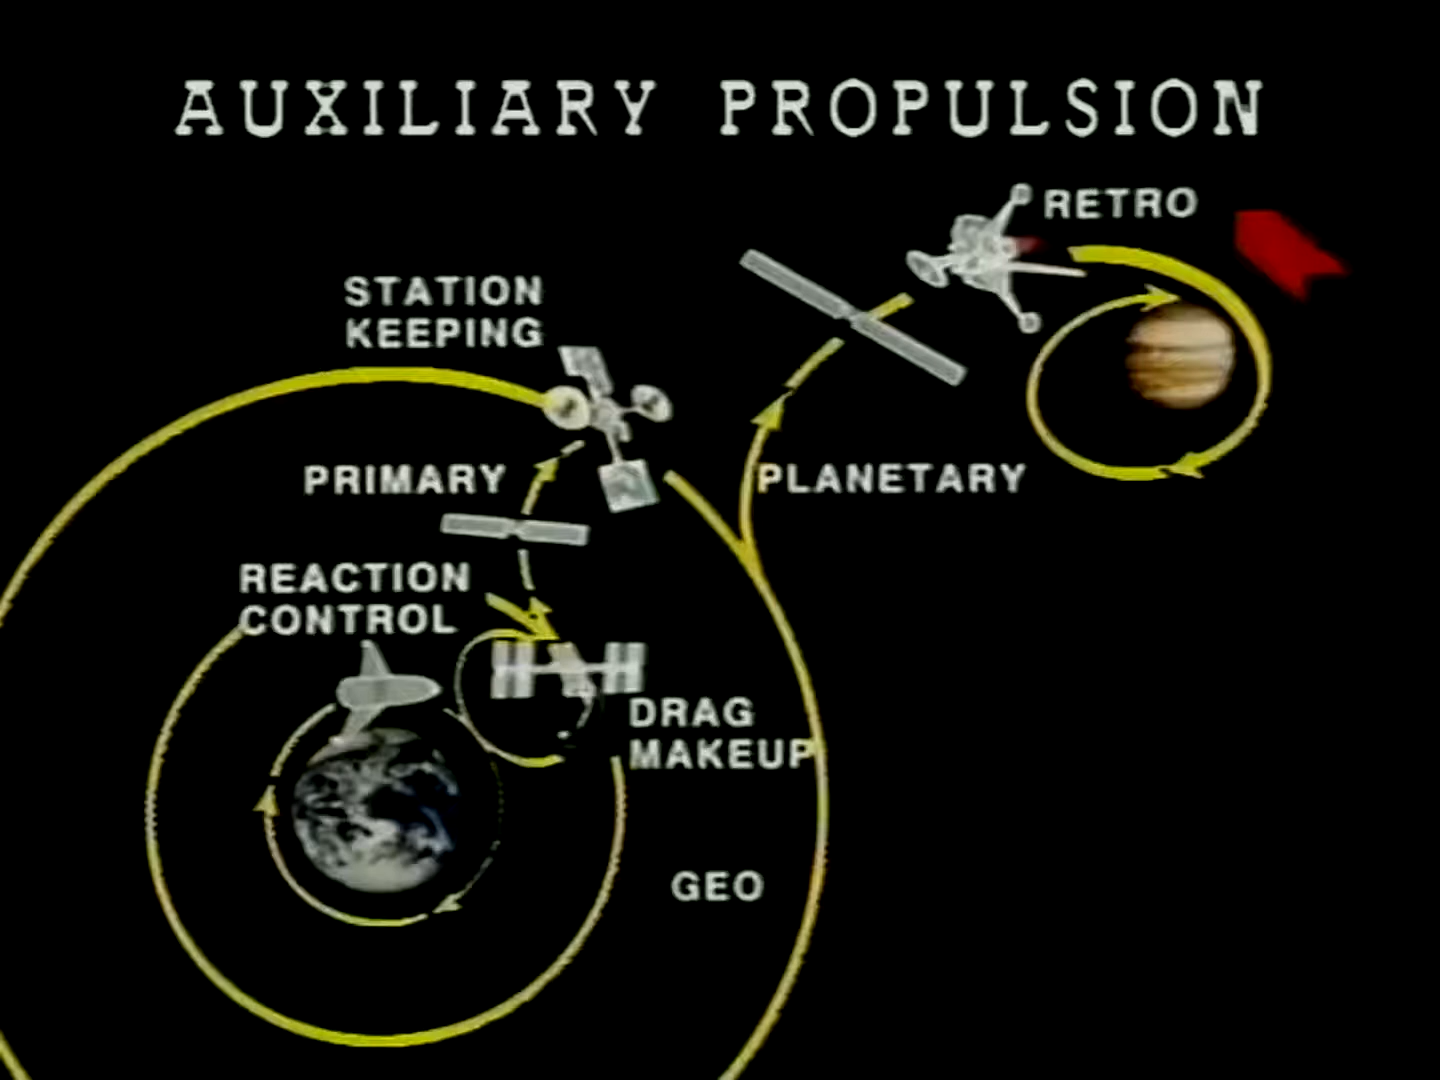 AUXILIARY PROPULSION
RETRO
STATION
KEEPING
PRIMARY
PLANETARY
REACTION
CONTROL
DRAG
MAKEUP
GEO